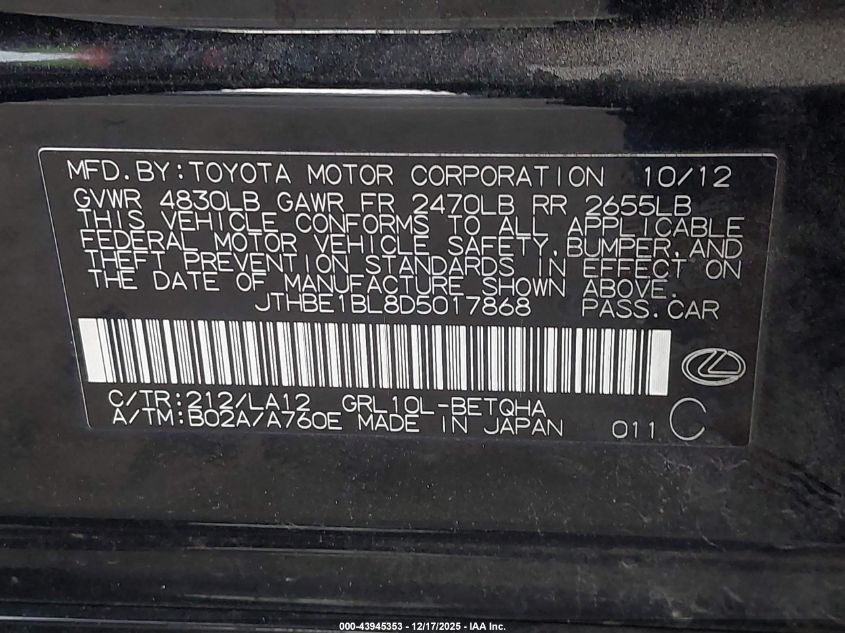 MFD. BY: TOYOTA MOTOR CORPORATION 10/12
GVWR 4830LB GAWR FR 2470LB RR 2655LB
THIS VEHICLE CONFORMS TO ALL APPLICABLE
FEDERAL MOTOR VEHICLE SAFETY, BUMPER, AND
THEFT PREVENTION STANDARDS IN EFFECT ON
THE DATE OF MANUFACTURE SHOWN ABOVE.
JTHBE1BL8D5017868 PASS. CAR
C/TR: 212/LA12 GRL10L-BETQHA
A/TM: B02A/A760E MADE IN JAPAN 011 C
000-43945353 - 12/17/2025 - IAA Inc.